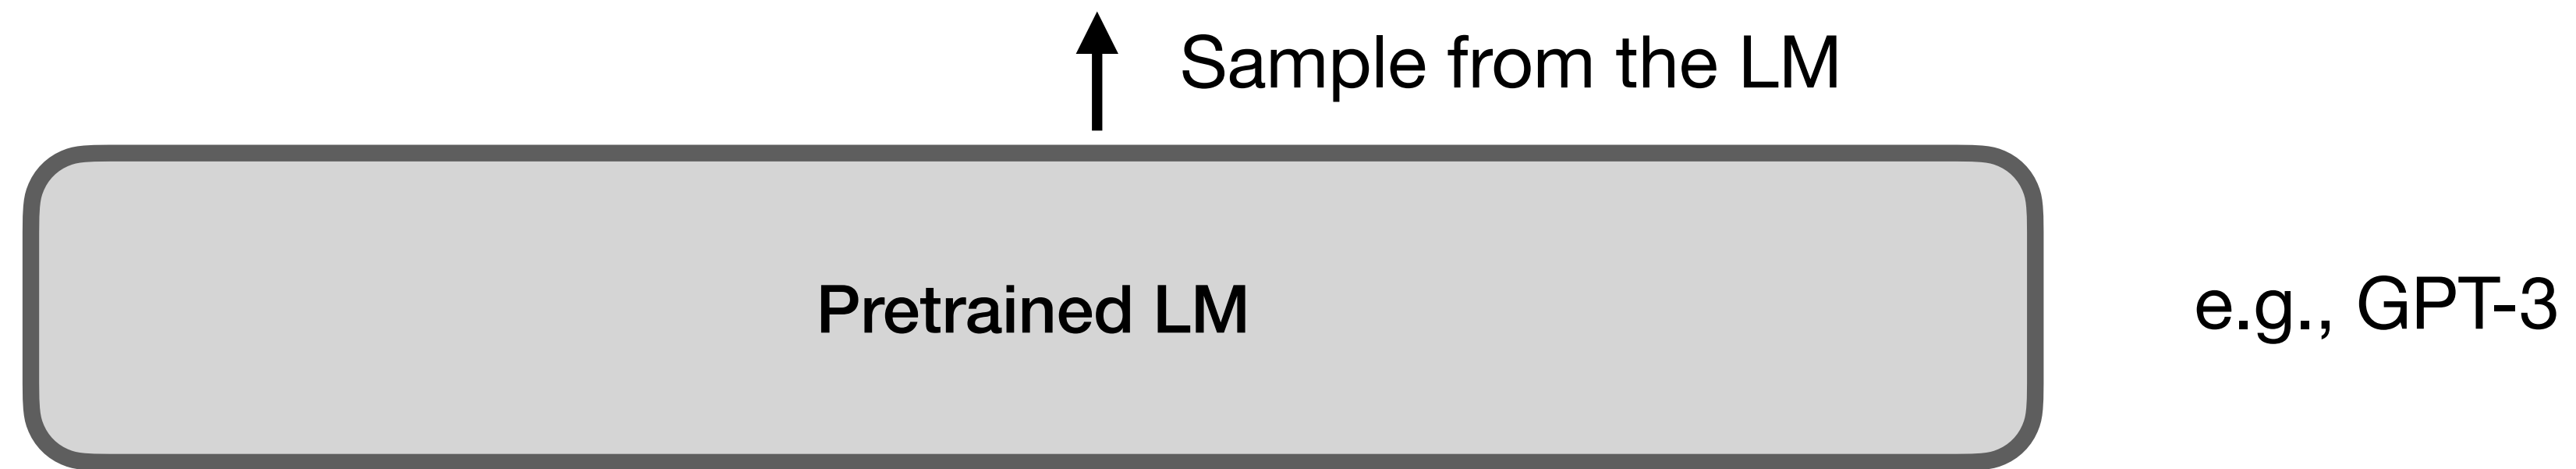 Sample from the LM
Pretrained LM
e.g., GPT-3